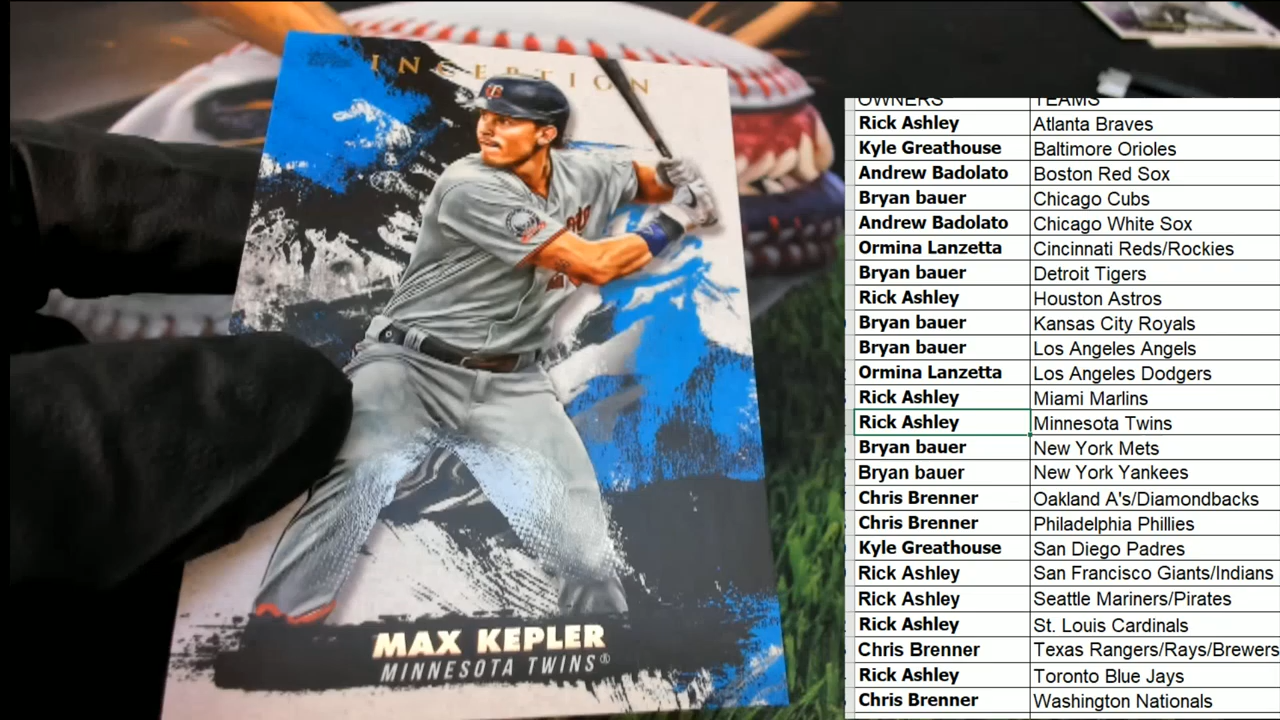 INCEPTION
MAX KEPLER
MINNESOTA TWINS®
OWNERS TEAMS
Rick Ashley Atlanta Braves
Kyle Greathouse Baltimore Orioles
Andrew Badolato Boston Red Sox
Bryan bauer Chicago Cubs
Andrew Badolato Chicago White Sox
Ormina Lanzetta Cincinnati Reds/Rockies
Bryan bauer Detroit Tigers
Rick Ashley Houston Astros
Bryan bauer Kansas City Royals
Bryan bauer Los Angeles Angels
Ormina Lanzetta Los Angeles Dodgers
Rick Ashley Miami Marlins
Rick Ashley Minnesota Twins
Bryan bauer New York Mets
Bryan bauer New York Yankees
Chris Brenner Oakland A's/Diamondbacks
Chris Brenner Philadelphia Phillies
Kyle Greathouse San Diego Padres
Rick Ashley San Francisco Giants/Indians
Rick Ashley Seattle Mariners/Pirates
Rick Ashley St. Louis Cardinals
Chris Brenner Texas Rangers/Rays/Brewers
Rick Ashley Toronto Blue Jays
Chris Brenner Washington Nationals